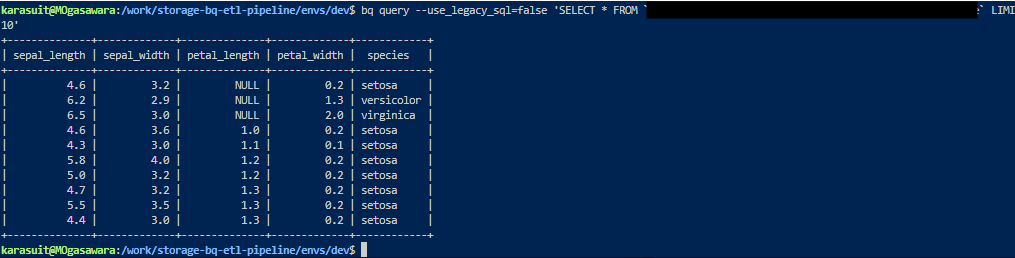 karasuit@MOgasawara:/work/storage-bq-etl-pipeline/envs/dev$ bq query --use_legacy_sql=false 'SELECT * FROM ` e` LIMI
10'
+--------------+-------------+--------------+-------------+------------+
| sepal_length | sepal_width | petal_length | petal_width |  species   |
+--------------+-------------+--------------+-------------+------------+
|          4.6 |         3.2 |         NULL |         0.2 | setosa     |
|          6.2 |         2.9 |         NULL |         1.3 | versicolor |
|          6.5 |         3.0 |         NULL |         2.0 | virginica  |
|          4.6 |         3.6 |          1.0 |         0.2 | setosa     |
|          4.3 |         3.0 |          1.1 |         0.1 | setosa     |
|          5.8 |         4.0 |          1.2 |         0.2 | setosa     |
|          5.0 |         3.2 |          1.2 |         0.2 | setosa     |
|          4.7 |         3.2 |          1.3 |         0.2 | setosa     |
|          5.5 |         3.5 |          1.3 |         0.2 | setosa     |
|          4.4 |         3.0 |          1.3 |         0.2 | setosa     |
+--------------+-------------+--------------+-------------+------------+
karasuit@MOgasawara:/work/storage-bq-etl-pipeline/envs/dev$